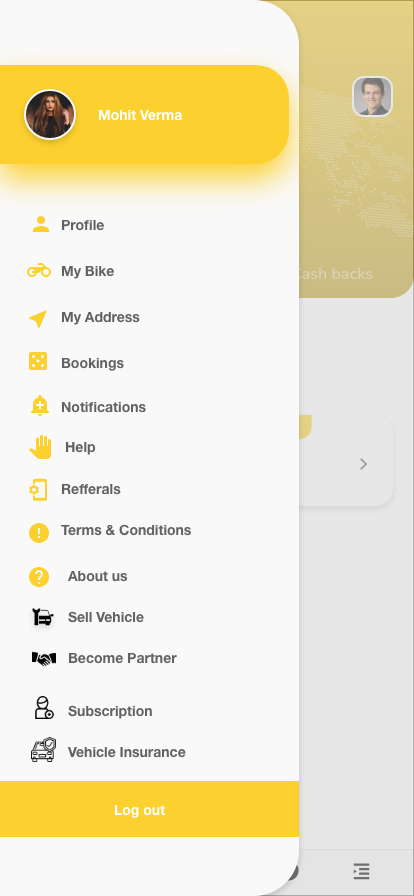 Mohit Verma
Profile
My Bike
My Address
Bookings
Notifications
Help
Refferals
Terms & Conditions
About us
Sell Vehicle
Become Partner
Subscription
Vehicle Insurance
Log out
Cash backs